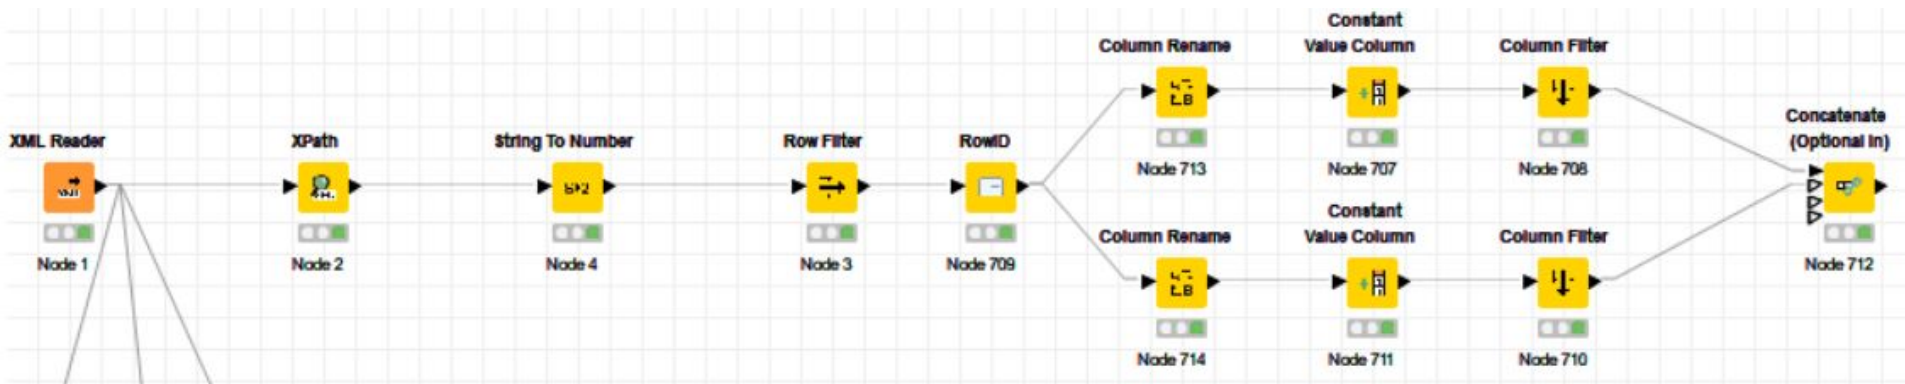 Constant
Column Rename
Value Column
Column Filter
Node 713
Node 707
Node 708
XML Reader
XPath
String To Number
Row Filter
RowID
Concatenate
(Optional in)
Node 1
Node 2
Node 4
Node 3
Node 709
Node 712
Constant
Column Rename
Value Column
Column Filter
Node 714
Node 711
Node 710